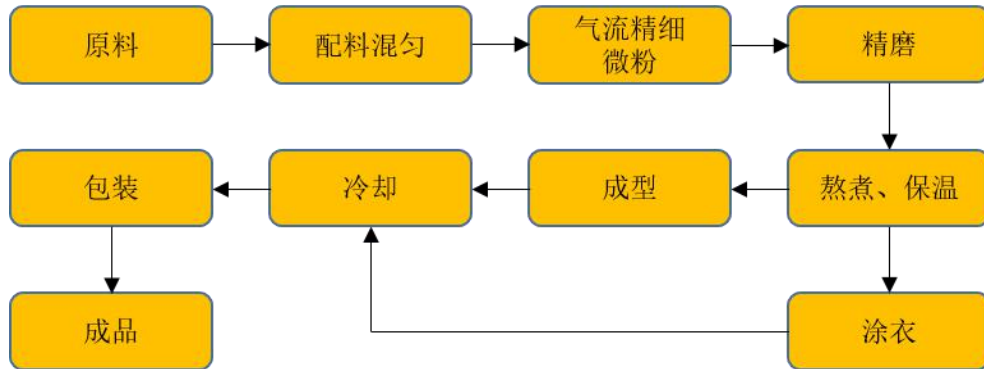 原料
配料混匀
气流精细
微粉
精磨
包装
冷却
成型
熬煮、保温
成品
涂衣